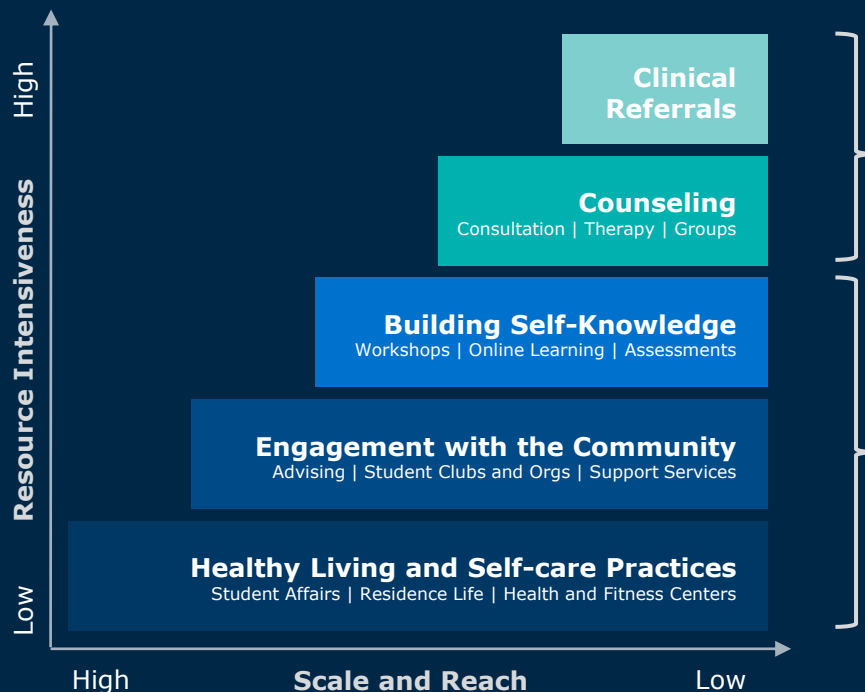 High
Resource Intensiveness
Low
Clinical
Referrals
Counseling
Consultation | Therapy | Groups
Building Self-Knowledge
Workshops | Online Learning | Assessments
Engagement with the Community
Advising | Student Clubs and Orgs | Support Services
Healthy Living and Self-care Practices
Student Affairs | Residence Life | Health and Fitness Centers
High
Scale and Reach
Low